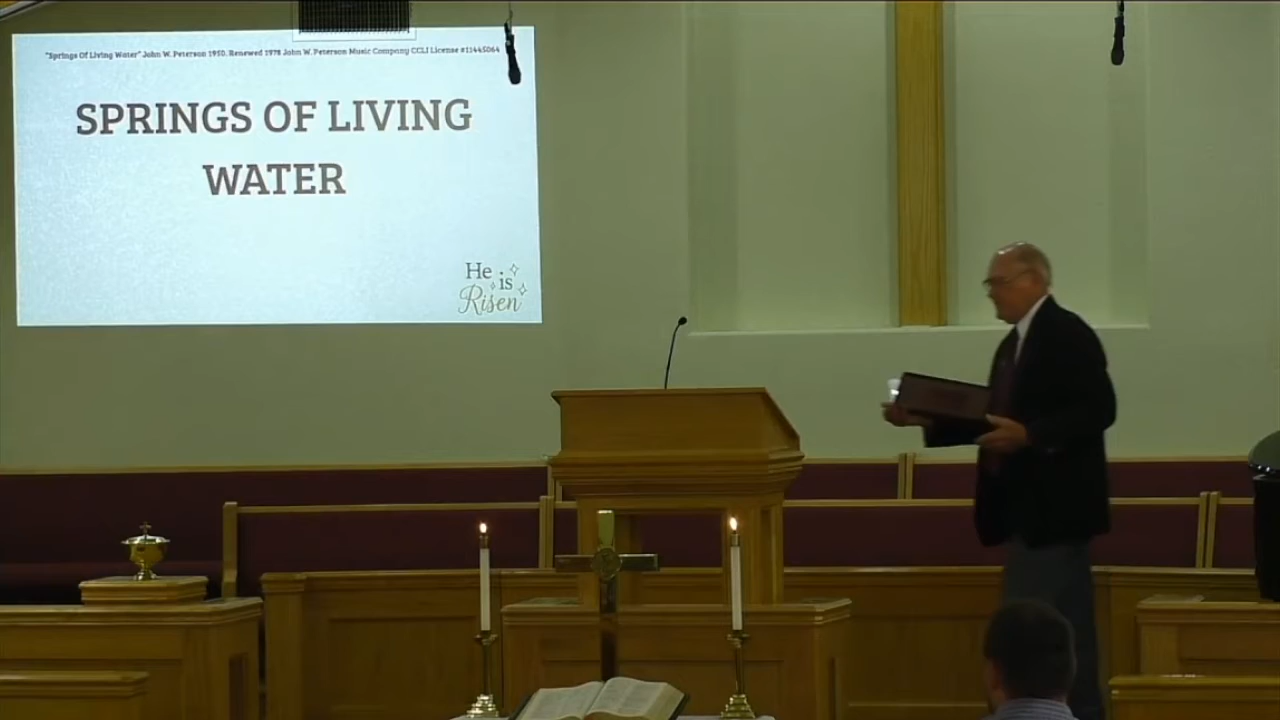 "Springs Of Living Water" John W. Peterson 1950. Renewed 1978 John W. Peterson Music Company CCLI License #11445064
SPRINGS OF LIVING
WATER
He
is
Risen